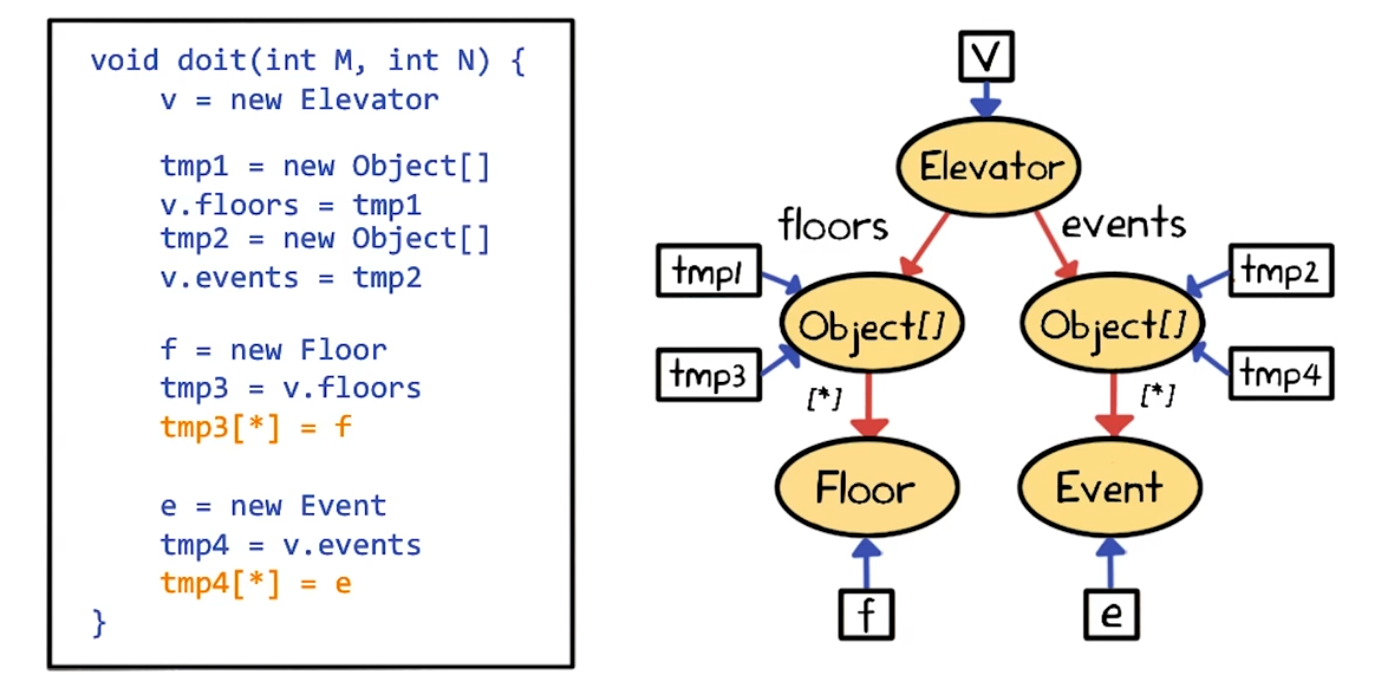 void doit(int M, int N) {
v = new Elevator
tmp1 = new Object[]
v.floors = tmp1
tmp2 = new Object[]
v.events = tmp2
f = new Floor
tmp3 = v.floors
tmp3[*] = f
e = new Event
tmp4 = v.events
tmp4[*] = e
}
v
Elevator
floors
events
tmp1
tmp2
Object[]
Object[]
tmp3
tmp4
[*]
[*]
Floor
Event
f
e